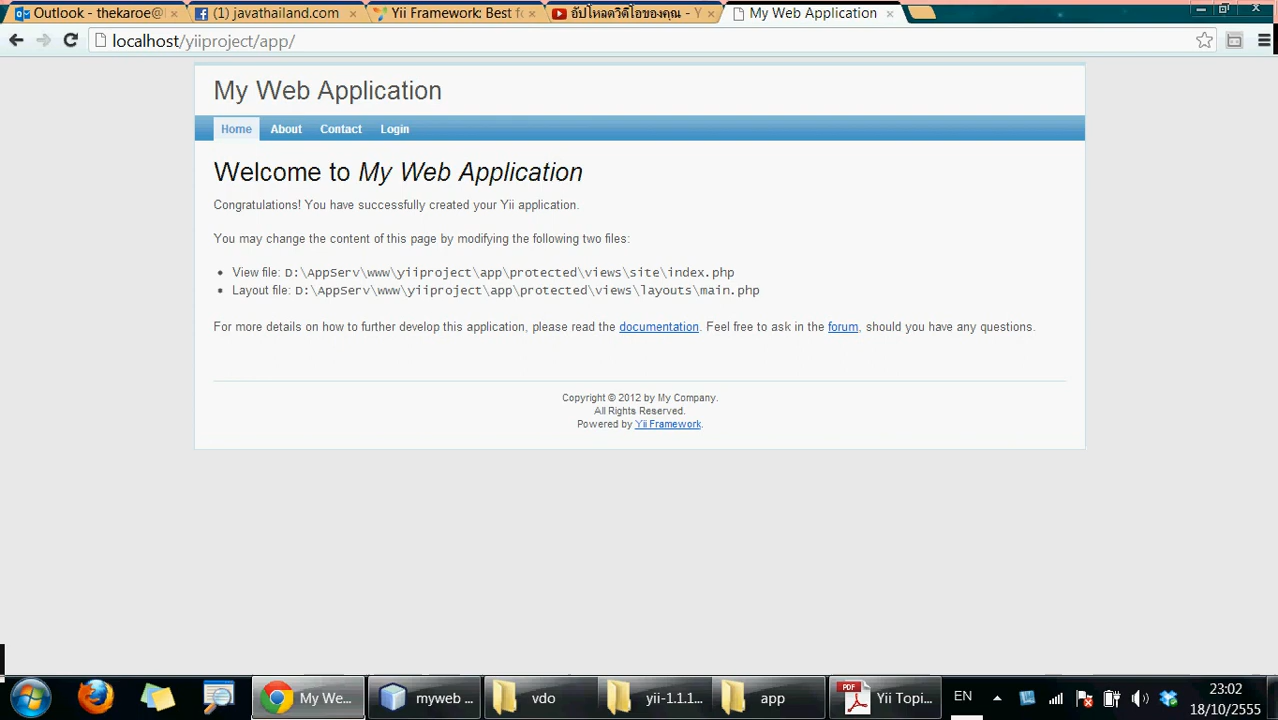 Outlook - thekaroe@
(1) javathailand.com
Yii Framework: Best f
อัปโหลดวิดีโอของคุณ - Y
My Web Application
localhost/yiiproject/app/
My Web Application
Home About Contact Login
Welcome to My Web Application
Congratulations! You have successfully created your Yii application.
You may change the content of this page by modifying the following two files:
• View file: D:\AppServ\www\yiiproject\app\protected\views\site\index.php
• Layout file: D:\AppServ\www\yiiproject\app\protected\views\layouts\main.php
For more details on how to further develop this application, please read the documentation. Feel free to ask in the forum, should you have any questions.
Copyright © 2012 by My Company.
All Rights Reserved.
Powered by Yii Framework.
My We...
myweb ...
vdo
yii-1.1.1...
app
PDF
Yii Topi...
EN
23:02
18/10/2555